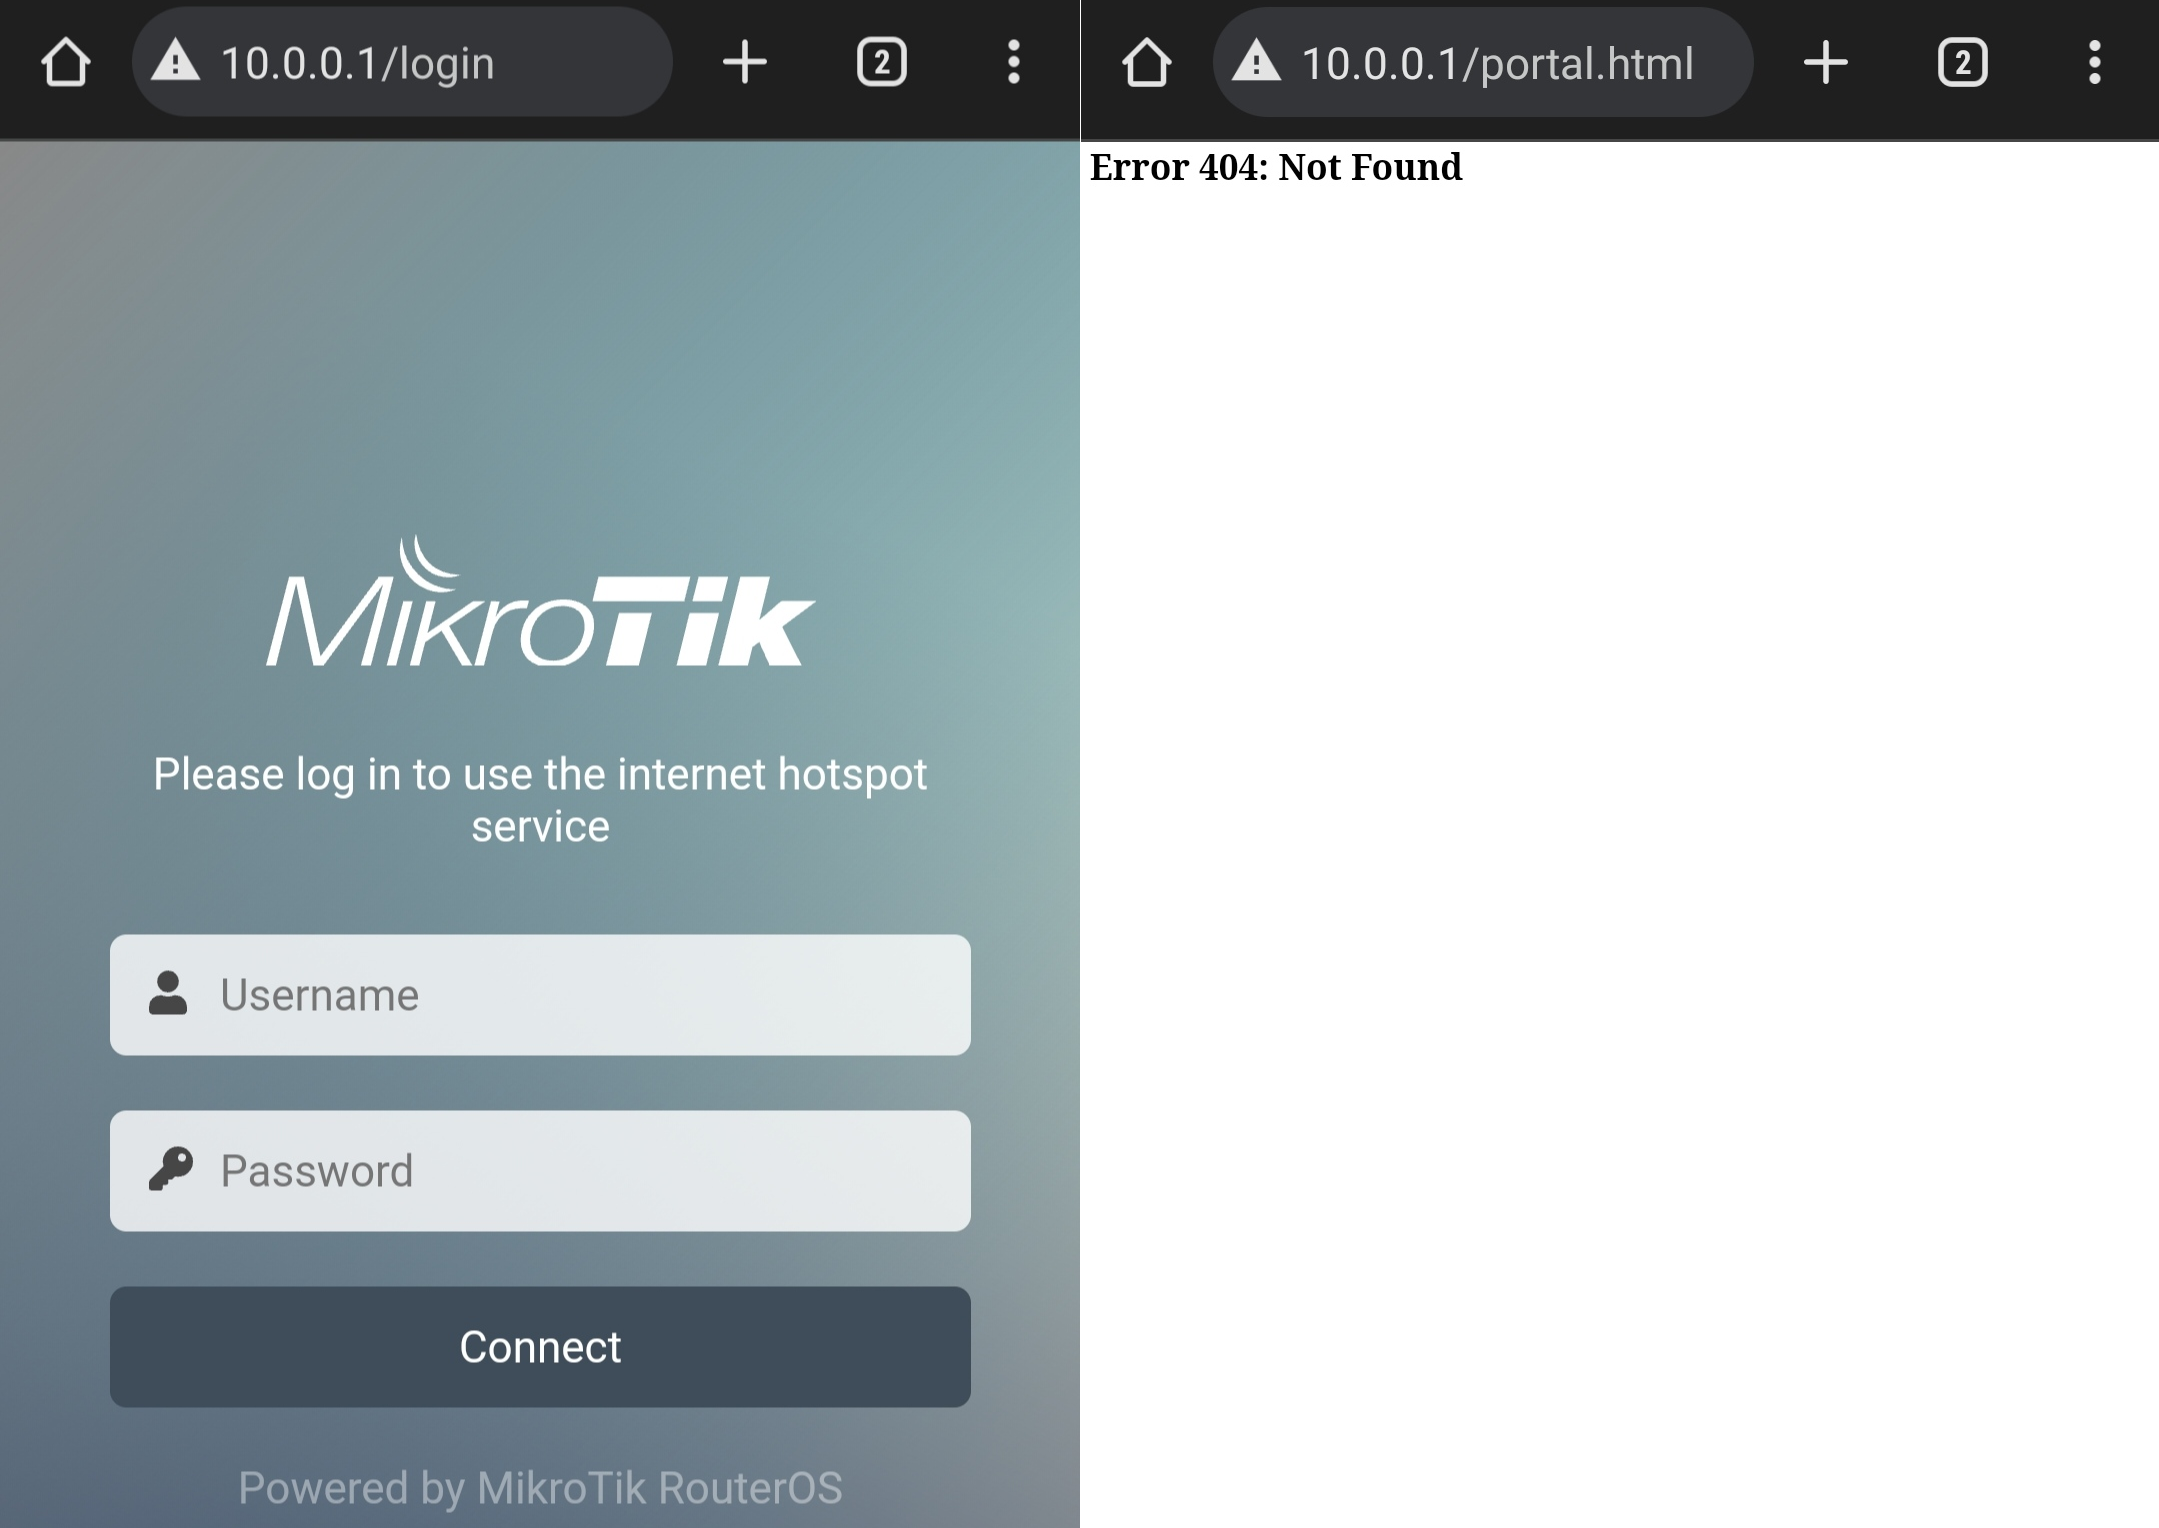 10.0.0.1/login
2
MikroTik
Please log in to use the internet hotspot
service
Username
Password
Connect
Powered by MikroTik RouterOS
10.0.0.1/portal.html
2
Error 404: Not Found